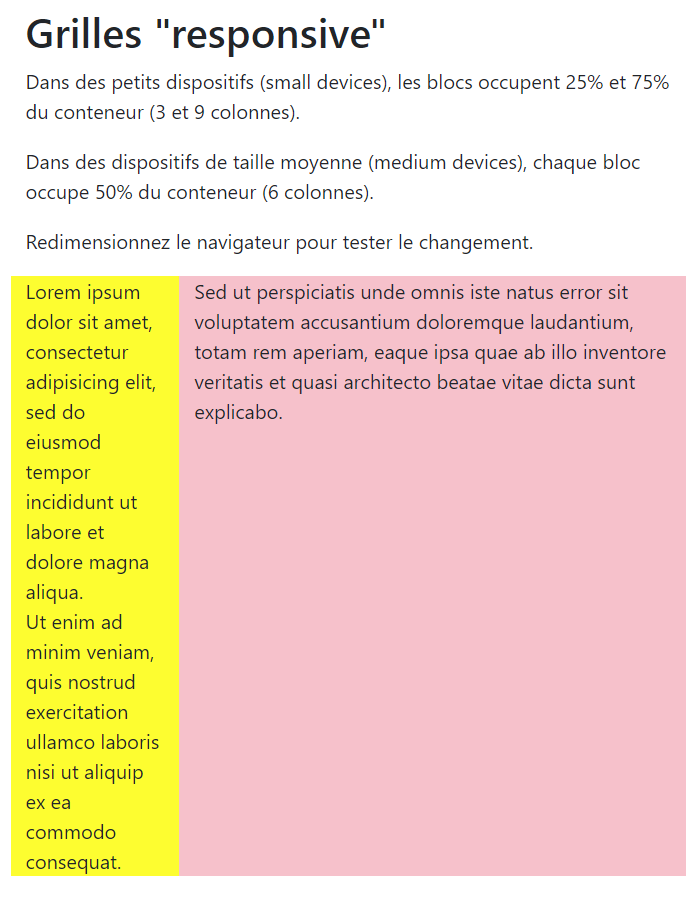 Grilles "responsive"
Dans des petits dispositifs (small devices), les blocs occupent 25% et 75%
du conteneur (3 et 9 colonnes).
Dans des dispositifs de taille moyenne (medium devices), chaque bloc
occupe 50% du conteneur (6 colonnes).
Redimensionnez le navigateur pour tester le changement.
Lorem ipsum
dolor sit amet,
consectetur
adipisicing elit,
sed do
eiusmod
tempor
incididunt ut
labore et
dolore magna
aliqua.
Ut enim ad
minim veniam,
quis nostrud
exercitation
ullamco laboris
nisi ut aliquip
ex ea
commodo
consequat.
Sed ut perspiciatis unde omnis iste natus error sit
voluptatem accusantium doloremque laudantium,
totam rem aperiam, eaque ipsa quae ab illo inventore
veritatis et quasi architecto beatae vitae dicta sunt
explicabo.